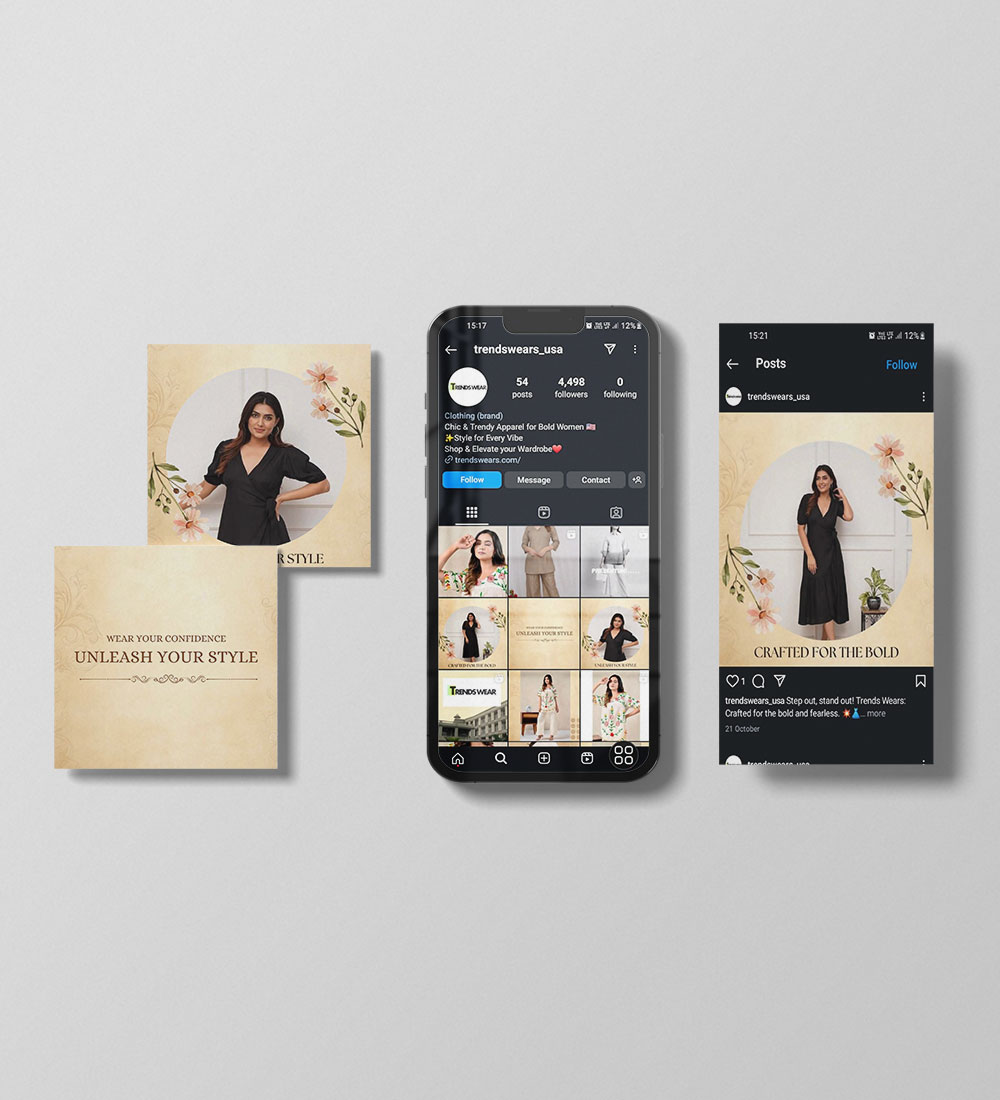 R STYLE
WEAR YOUR CONFIDENCE
UNLEASH YOUR STYLE
15:17
12%
trendswears_usa
TRENDS WEAR
54
posts
4,498
followers
0
following
Clothing (brand)
Chic & Trendy Apparel for Bold Women 🇺🇸
✨Style for Every Vibe
Shop & Elevate your Wardrobe❤️
trendswears.com/
Follow
Message
Contact
CRAFTED FOR THE BOLD
WEAR YOUR CONFIDENCE
UNLEASH YOUR STYLE
UNLEASH YOUR STYLE
TRENDS WEAR
15:21
12%
Posts
Follow
trendswears_usa
CRAFTED FOR THE BOLD
1
trendswears_usa Step out, stand out! Trends Wears:
Crafted for the bold and fearless. 💥👗... more
21 October
trendswears_usa